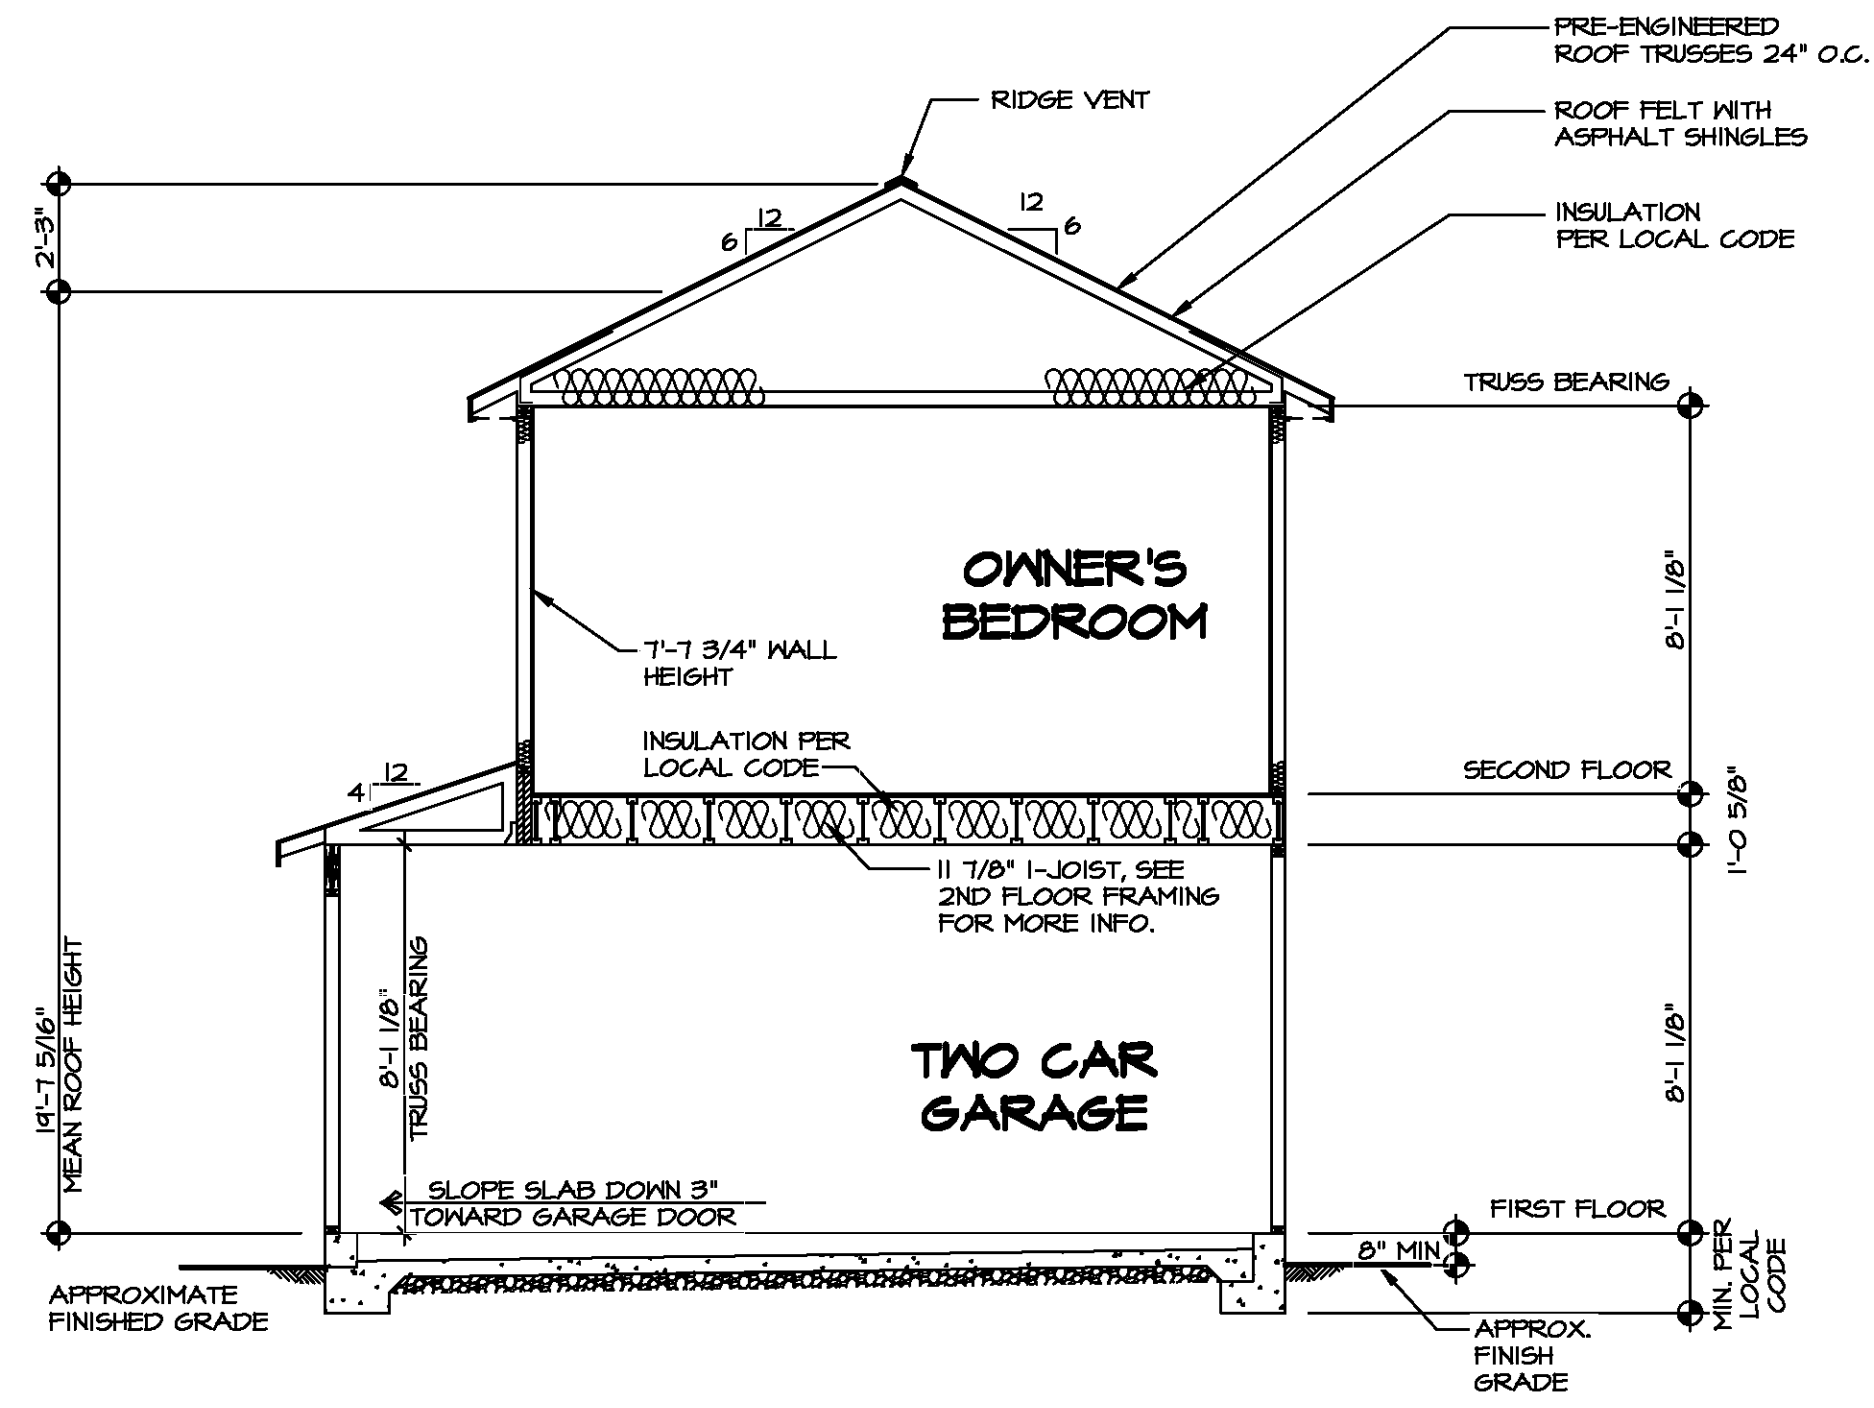 PRE-ENGINEERED
ROOF TRUSSES 24" O.C.
RIDGE VENT
ROOF FELT WITH
ASPHALT SHINGLES
INSULATION
PER LOCAL CODE
12
6
12
6
2'-3"
TRUSS BEARING
OWNER'S
BEDROOM
8'-1 1/8"
7'-7 3/4" WALL
HEIGHT
INSULATION PER
LOCAL CODE
SECOND FLOOR
12
4
1'-0 5/8"
11 7/8" I-JOIST, SEE
2ND FLOOR FRAMING
FOR MORE INFO.
19'-7 5/16"
MEAN ROOF HEIGHT
8'-1 1/8"
TRUSS BEARING
TWO CAR
GARAGE
8'-1 1/8"
SLOPE SLAB DOWN 3"
TOWARD GARAGE DOOR
FIRST FLOOR
8" MIN
MIN. PER
LOCAL
CODE
APPROXIMATE
FINISHED GRADE
APPROX.
FINISH
GRADE